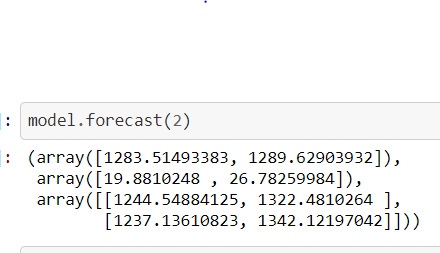 ]: model.forecast(2)
]: (array([1283.51493383, 1289.62903932]),
array([19.8810248 , 26.78259984]),
array([[1244.54884125, 1322.4810264 ],
[1237.13610823, 1342.12197042]]))